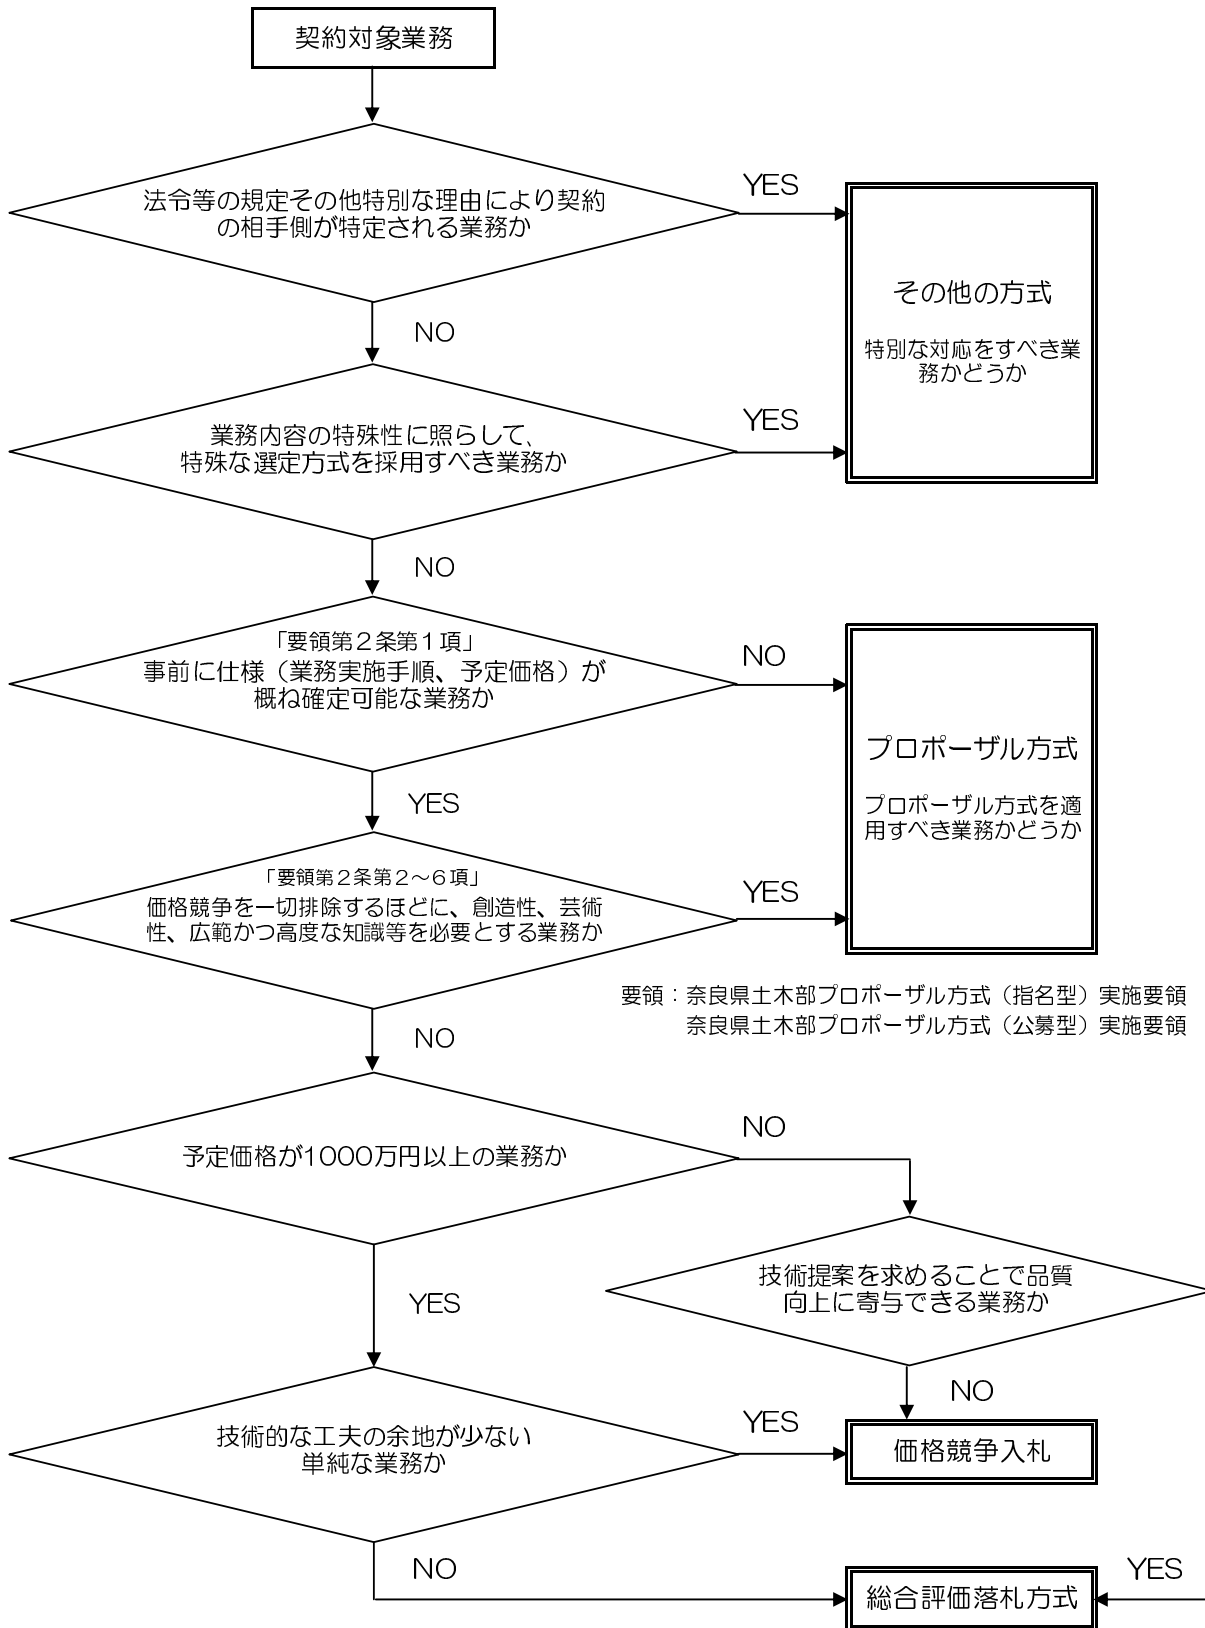 契約対象業務
法令等の規定その他特別な理由により契約
の相手側が特定される業務か
YES
NO
その他の方式
特別な対応をすべき業
務かどうか
業務内容の特殊性に照らして、
特殊な選定方式を採用すべき業務か
YES
NO
「要領第2条第1項」
事前に仕様（業務実施手順、予定価格）が
概ね確定可能な業務か
NO
YES
プロポーザル方式
プロポーザル方式を適
用すべき業務かどうか
「要領第2条第2～6項」
価格競争を一切排除するほどに、創造性、芸術
性、広範かつ高度な知識等を必要とする業務か
YES
NO
要領：奈良県土木部プロポーザル方式（指名型）実施要領
奈良県土木部プロポーザル方式（公募型）実施要領
予定価格が1000万円以上の業務か
NO
YES
技術提案を求めることで品質
向上に寄与できる業務か
NO
YES
技術的な工夫の余地が少ない
単純な業務か
YES
NO
価格競争入札
総合評価落札方式